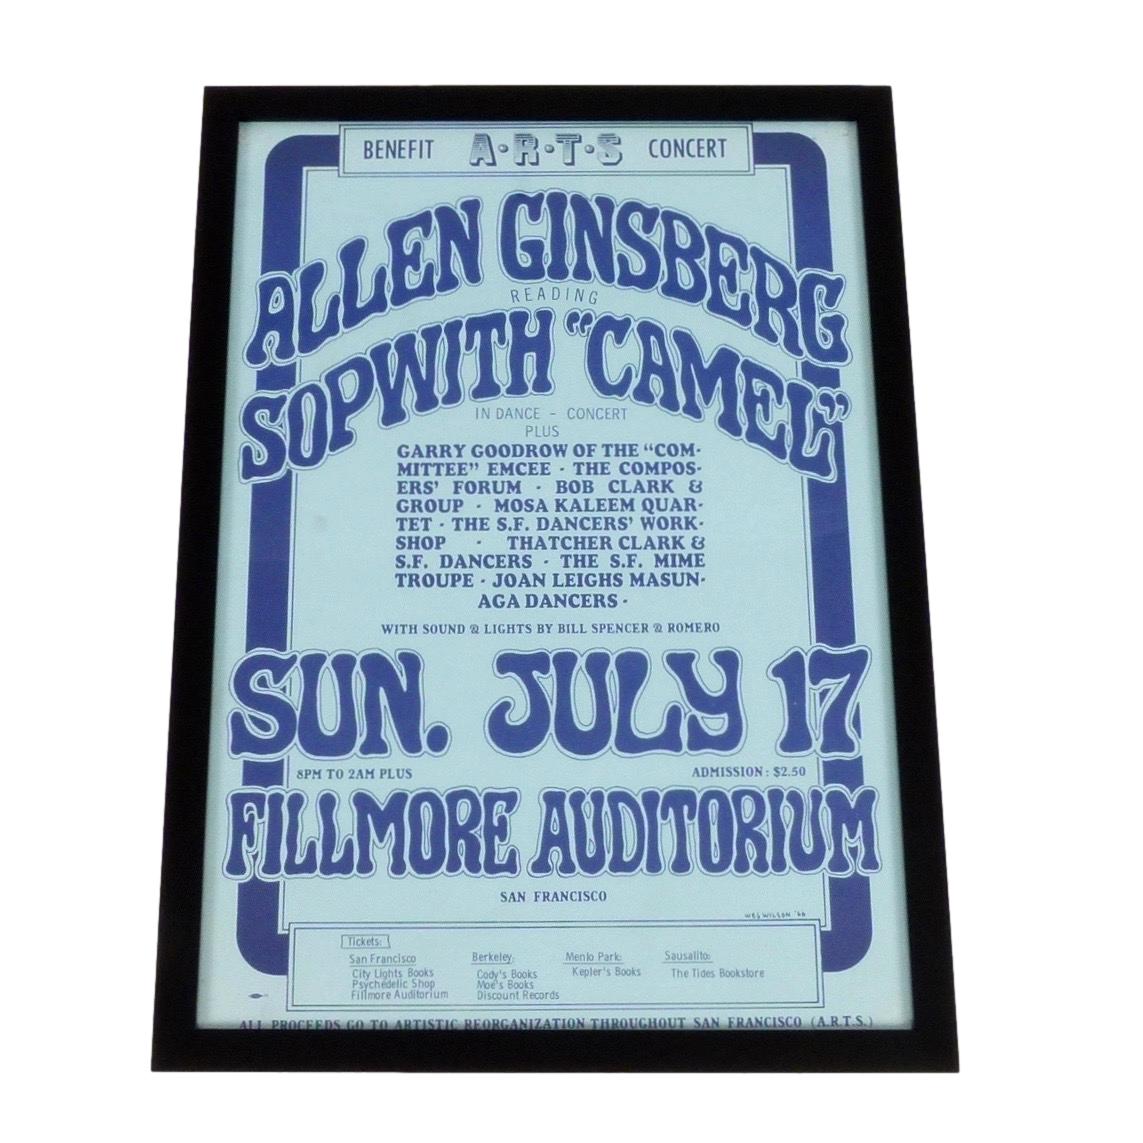 BENEFIT A·R·T·S CONCERT
ALLEN GINSBERG
READING
SOPWITH "CAMEL"
IN DANCE - CONCERT
PLUS
GARRY GOODROW OF THE "COM-
MITTEE" EMCEE · THE COMPOS-
ERS' FORUM · BOB CLARK &
GROUP · MOSA KALEEM QUAR-
TET · THE S.F. DANCERS' WORK-
SHOP · THATCHER CLARK &
S.F. DANCERS · THE S.F. MIME
TROUPE · JOAN LEIGHS MASUN-
AGA DANCERS ·
WITH SOUND & LIGHTS BY BILL SPENCER & ROMERO
SUN. JULY 17
8PM TO 2AM PLUS ADMISSION: $2.50
FILLMORE AUDITORIUM
SAN FRANCISCO
WES WILSON '66
Tickets:
San Francisco
City Lights Books
Psychedelic Shop
Fillmore Auditorium
Berkeley:
Cody's Books
Moe's Books
Discount Records
Menlo Park:
Kepler's Books
Sausalito:
The Tides Bookstore
ALL PROCEEDS GO TO ARTISTIC REORGANIZATION THROUGHOUT SAN FRANCISCO (A.R.T.S.)